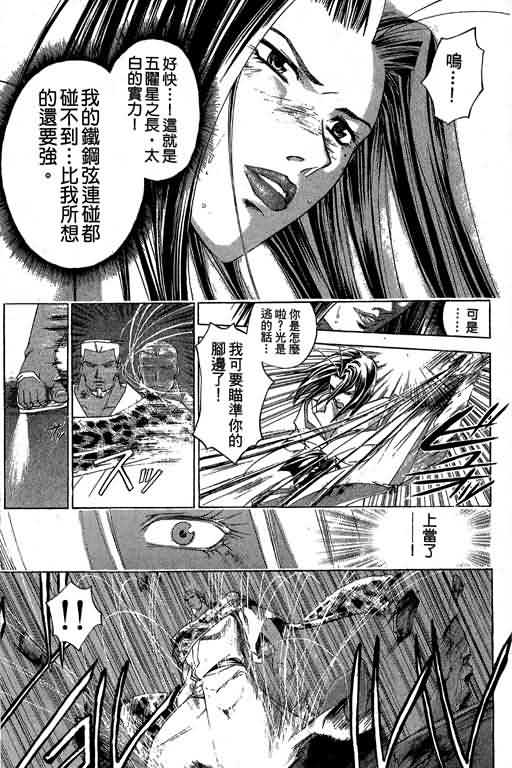 嗚⋯！
好快⋯！這就是
五曜星之長．太
白的實力！
我的鐵鋼弦連碰都
碰不到⋯比我所想
的還要強。
可是
⋯⋯
你是怎麼
啦？光是
逃的話⋯
我可要瞄準你的
腳邊了！
上當了
——！
!!